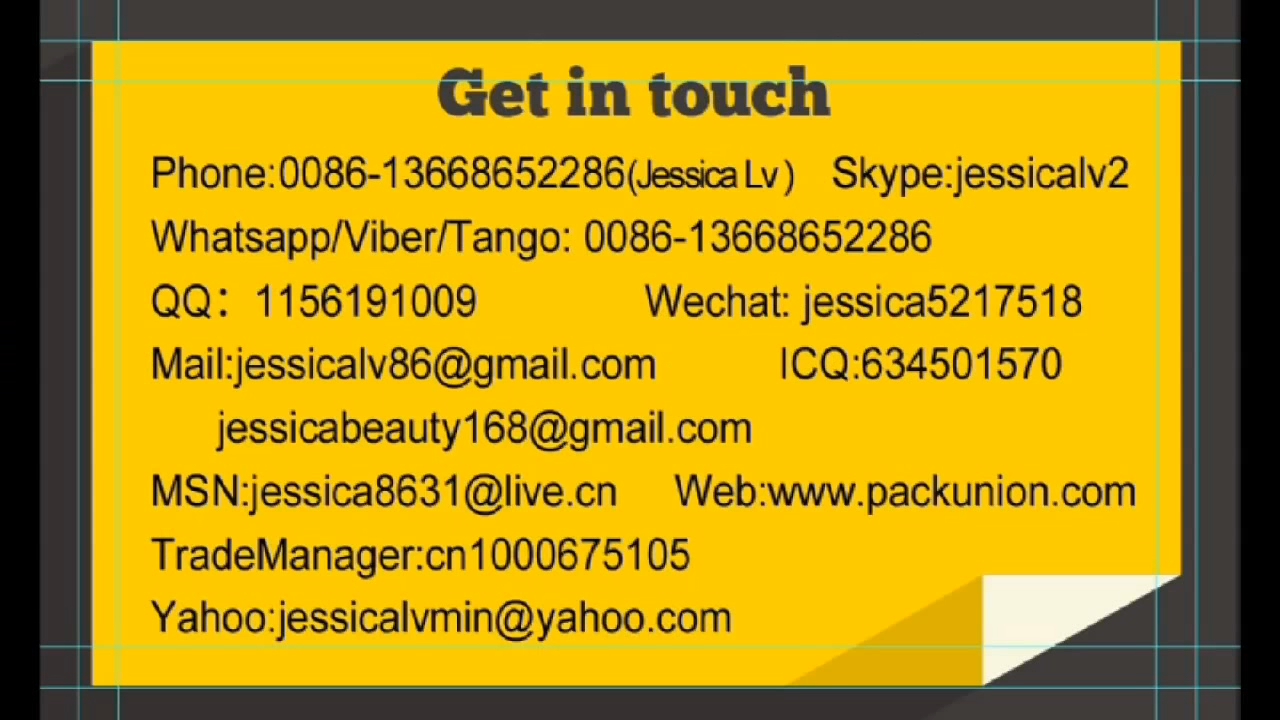 Get in touch
Phone:0086-13668652286(Jessica Lv) Skype:jessicalv2
Whatsapp/Viber/Tango: 0086-13668652286
QQ：1156191009 Wechat: jessica5217518
Mail:jessicalv86@gmail.com ICQ:634501570
jessicabeauty168@gmail.com
MSN:jessica8631@live.cn Web:www.packunion.com
TradeManager:cn1000675105
Yahoo:jessicalvmin@yahoo.com